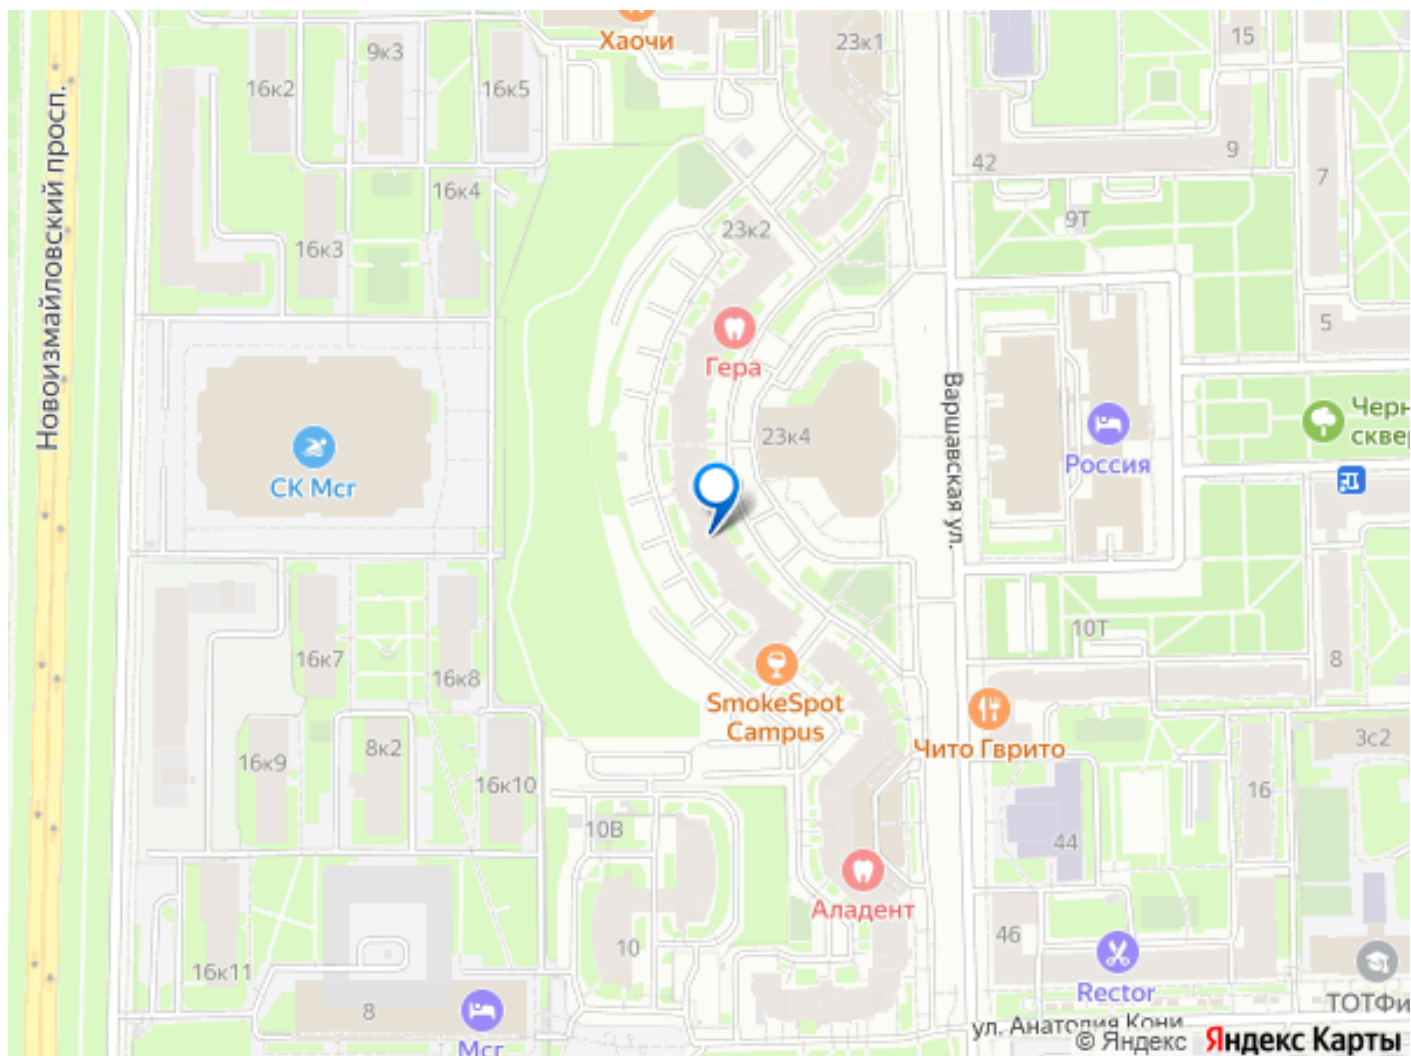 Хаочи
23к1
15
9к3
16к2
16к5
42
9
7
16к4
16к3
23к2
9Т
5
Новоизмайловский просп.
Гера
Варшавская ул.
23к4
Черн
сквер
Россия
СК Мсг
10Т
16к7
16к8
8
SmokeSpot
Campus
Чито Гврито
3с2
16к9
8к2
16к10
16
10В
44
Аладент
46
10
16к11
Rector
8
ТОТФи
ул. Анатолия Кони
Мсг
© Яндекс Яндекс Карты